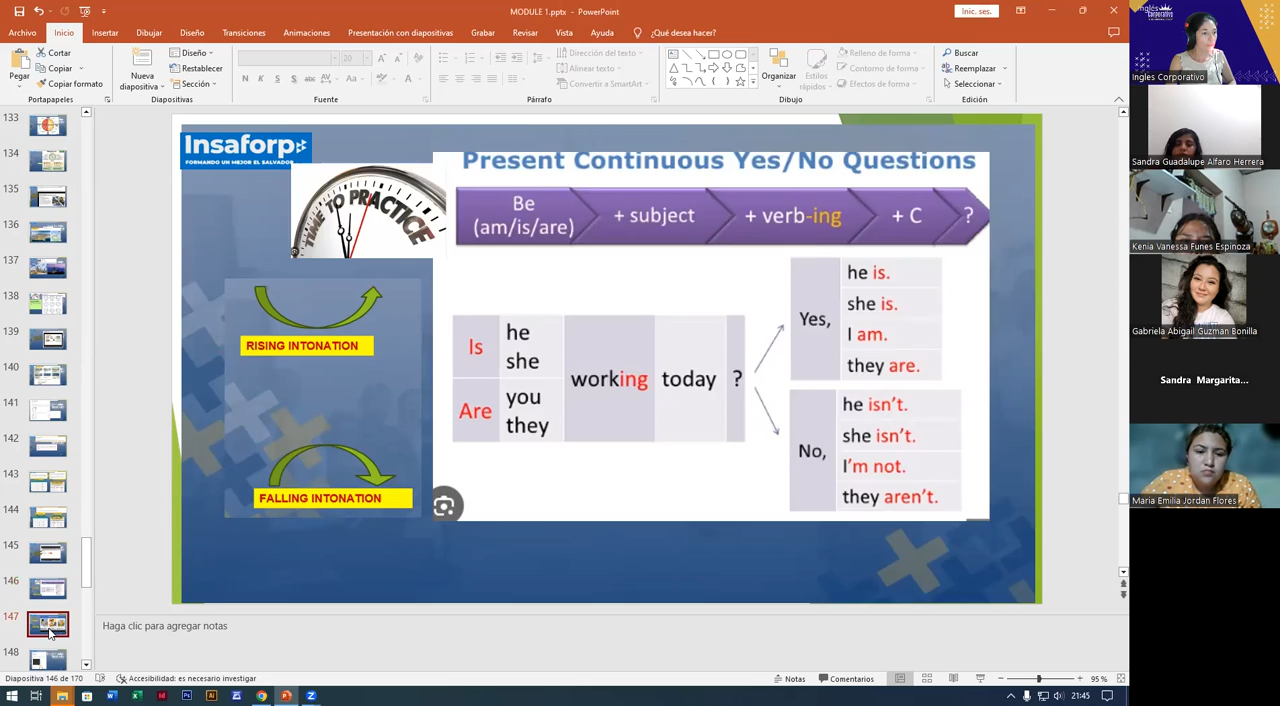 MODULE 1.pptx - PowerPoint
Inic. ses.
Archivo Inicio Insertar Dibujar Diseño Transiciones Animaciones Presentación con diapositivas Grabar Revisar Vista Ayuda ¿Qué desea hacer?
Pegar
Cortar
Copiar
Copiar formato
Portapapeles
Nueva
diapositiva
Diseño
Restablecer
Sección
Diapositivas
20
N K S S abc AV Aa A
Fuente
Dirección del texto
Alinear texto
Convertir a SmartArt
Párrafo
Organizar
Estilos
rápidos
Relleno de forma
Contorno de forma
Efectos de forma
Dibujo
Buscar
Reemplazar
Seleccionar
Edición
133
134
135
136
137
138
139
140
141
142
143
144
145
146
147
148
Insaforp
FORMANDO UN MEJOR EL SALVADOR
TIME TO PRACTICE
RISING INTONATION
FALLING INTONATION
Present Continuous Yes/No Questions
Be
(am/is/are) + subject + verb-ing + C ?
Is
he
she
Are
you
they
working today ?
Yes,
he is.
she is.
I am.
they are.
No,
he isn't.
she isn't.
I'm not.
they aren't.
Haga clic para agregar notas
Diapositiva 146 de 170
Accesibilidad: es necesario investigar
Notas
Comentarios
95 %
21:45
Inglés
Corporativo
Ingles Corporativo
Sandra Guadalupe Alfaro Herrera
Kenia Vanessa Funes Espinoza
Gabriela Abigail Guzman Bonilla
Sandra Margarita...
Maria Emilia Jordan Flores